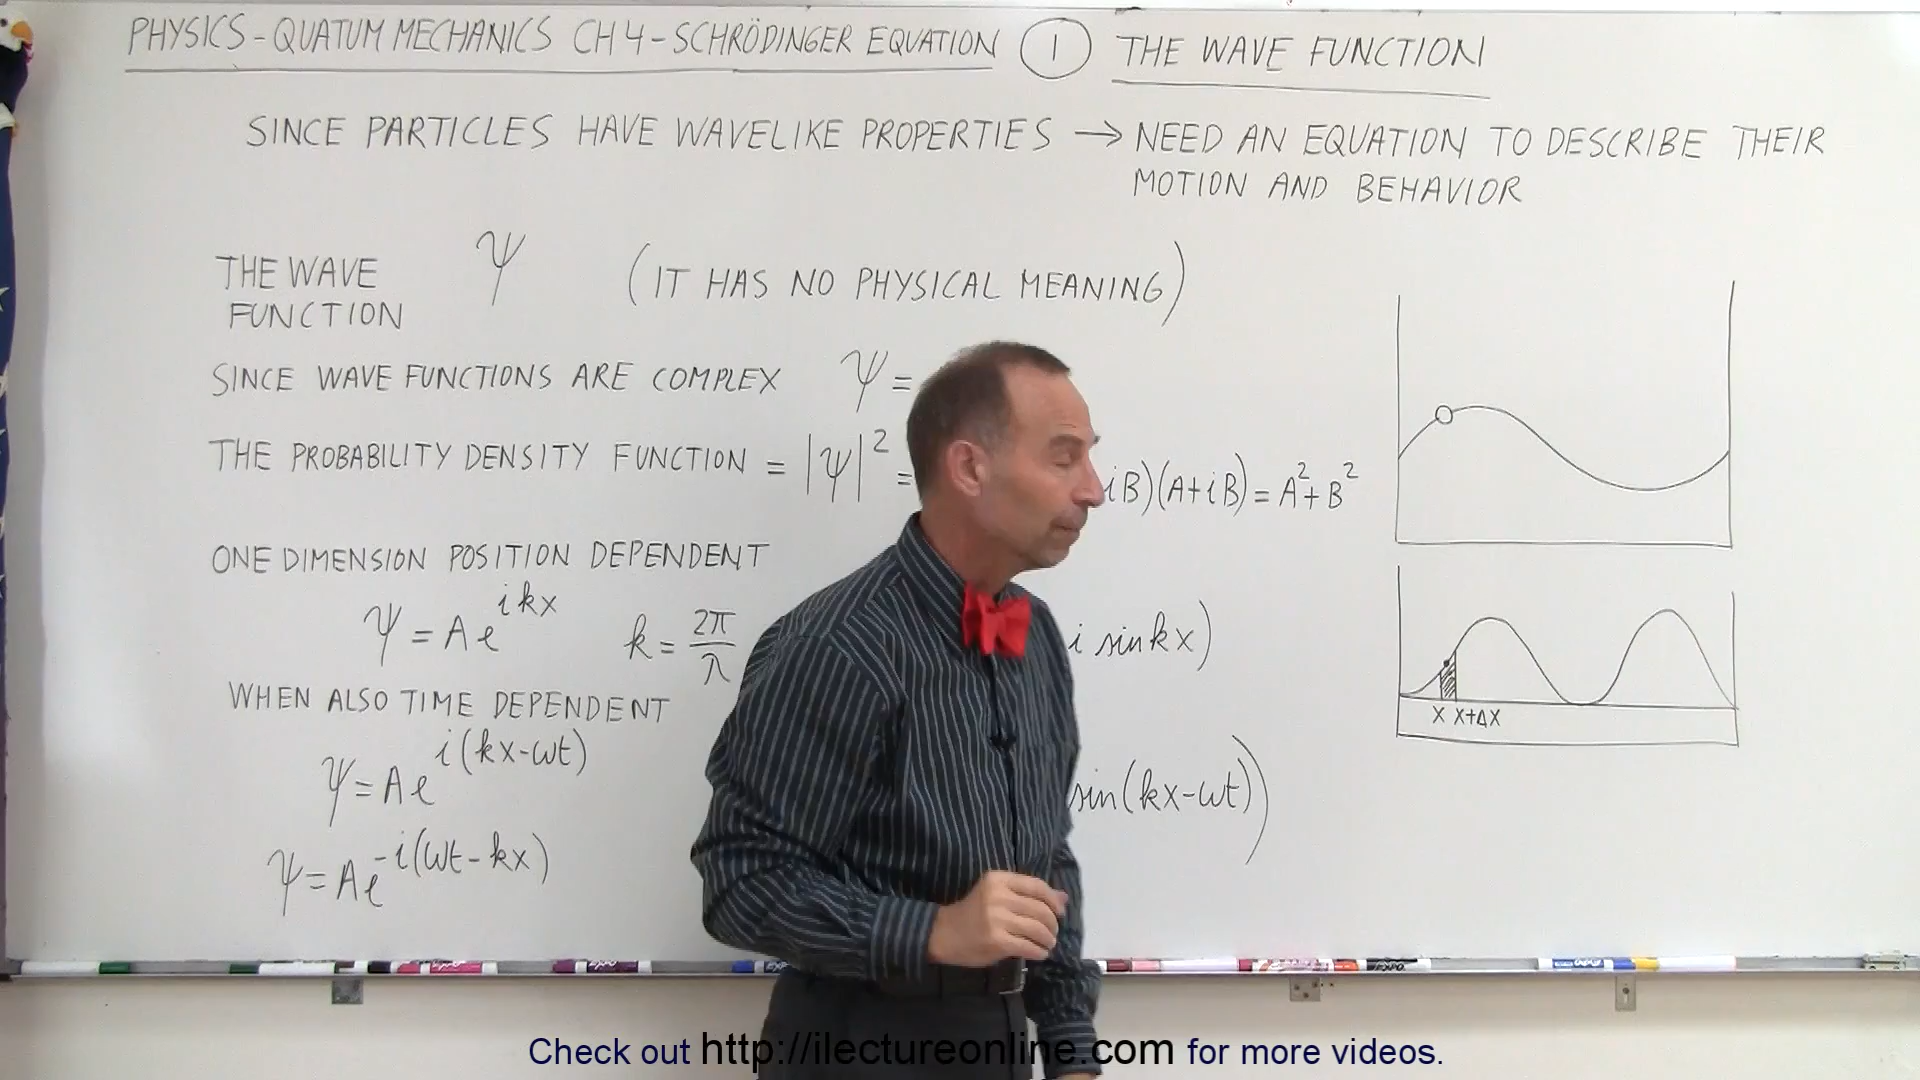 PHYSICS - QUATUM MECHANICS CH 4 - SCHRÖDINGER EQUATION 1 THE WAVE FUNCTION
SINCE PARTICLES HAVE WAVELIKE PROPERTIES → NEED AN EQUATION TO DESCRIBE THEIR
MOTION AND BEHAVIOR
THE WAVE
FUNCTION
Ψ (IT HAS NO PHYSICAL MEANING)
SINCE WAVE FUNCTIONS ARE COMPLEX Ψ =
THE PROBABILITY DENSITY FUNCTION = |Ψ|² = iB)(A+iB) = A²+B²
ONE DIMENSION POSITION DEPENDENT
Ψ = Ae^{ikx} k = 2π/λ i sin kx)
WHEN ALSO TIME DEPENDENT
Ψ = Ae^{i(kx-ωt)} sin(kx-ωt))
Ψ = Ae^{-i(ωt-kx)}
X X+ΔX
EXPO
Check out http://ilectureonline.com for more videos.